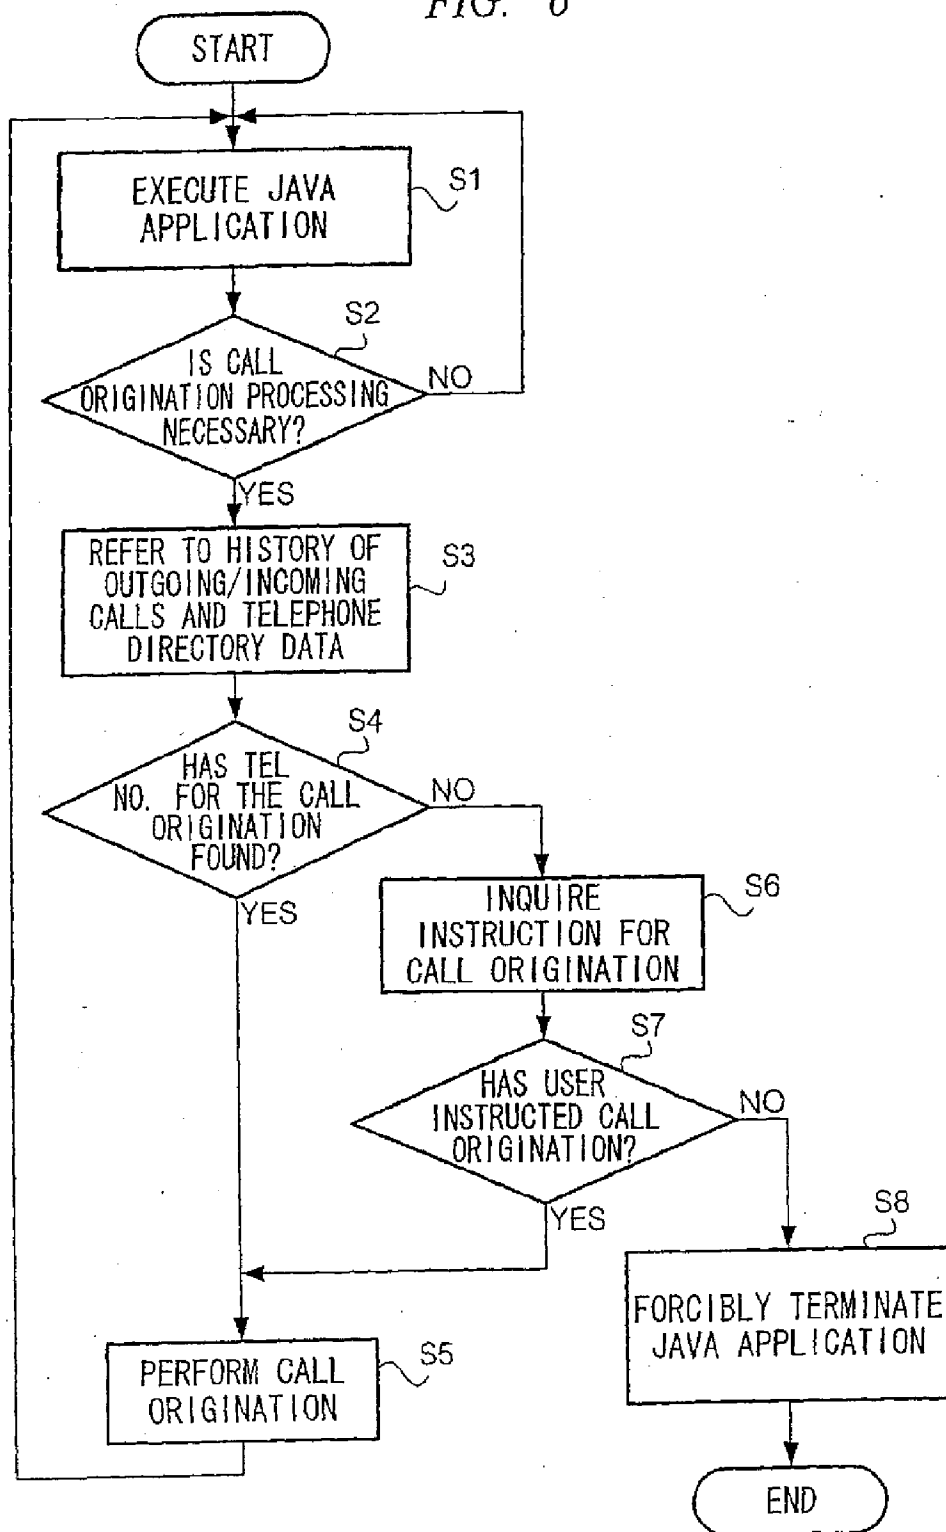 FIG. 6
START
EXECUTE JAVA
APPLICATION
S1
S2
IS CALL
ORIGINATION PROCESSING
NECESSARY?
NO
YES
REFER TO HISTORY OF
OUTGOING/INCOMING
CALLS AND TELEPHONE
DIRECTORY DATA
S3
S4
HAS TEL
NO. FOR THE CALL
ORIGINATION
FOUND?
NO
YES
INQUIRE
INSTRUCTION FOR
CALL ORIGINATION
S6
S7
HAS USER
INSTRUCTED CALL
ORIGINATION?
NO
YES
S8
FORCIBLY TERMINATE
JAVA APPLICATION
PERFORM CALL
ORIGINATION
S5
END